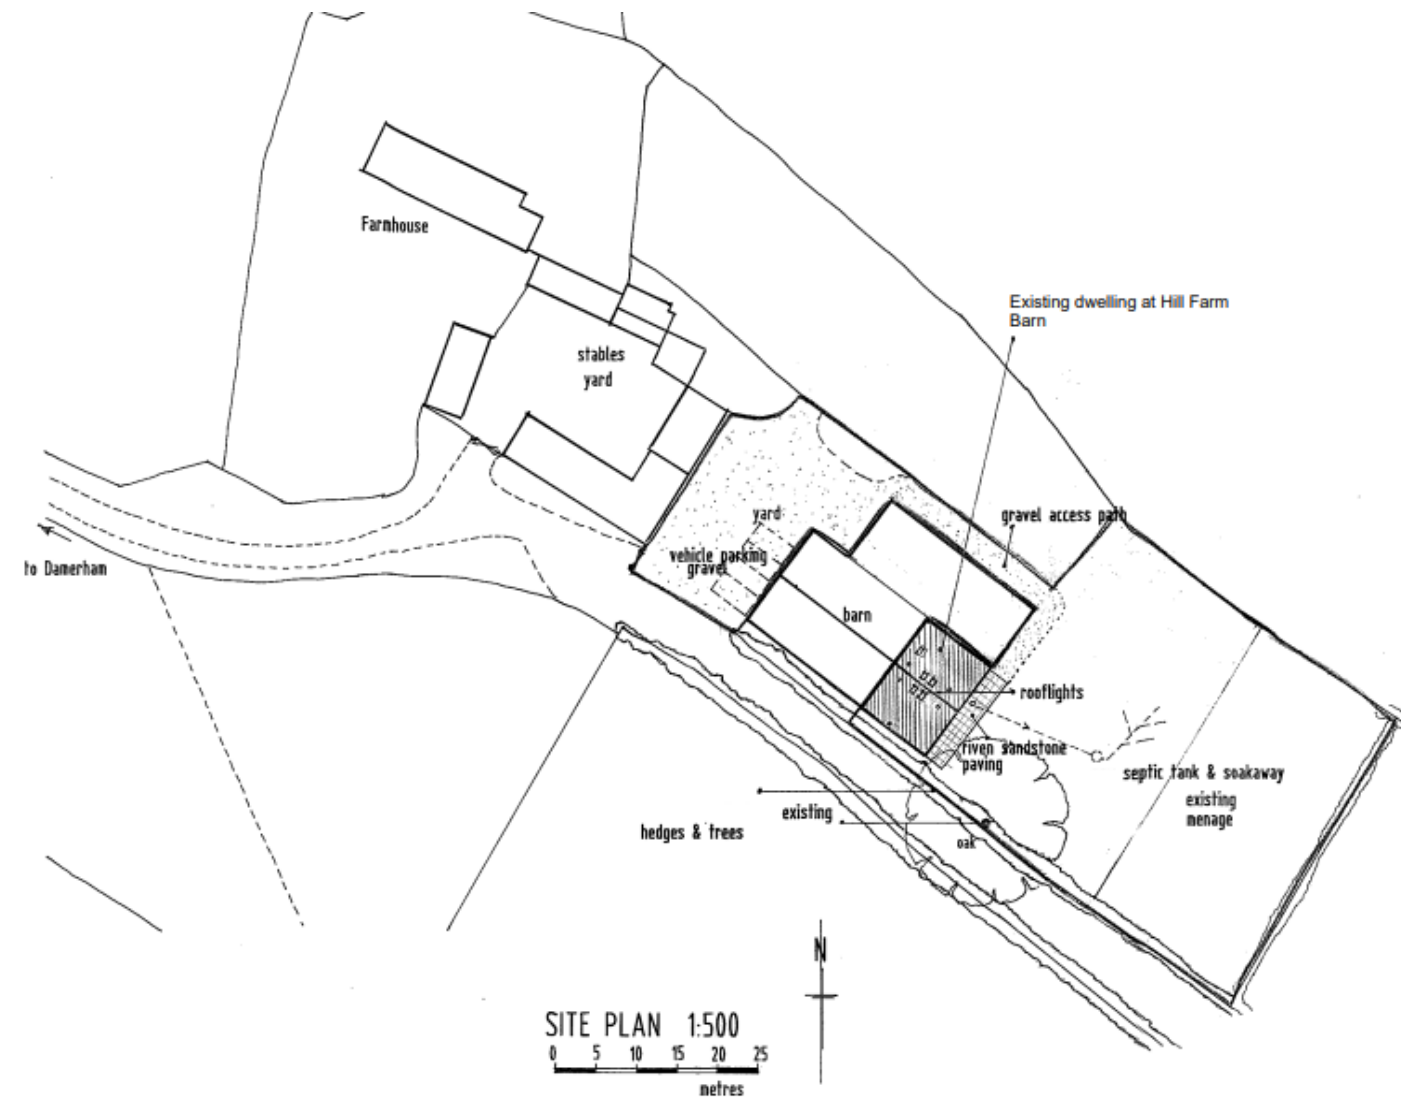 Farmhouse
Existing dwelling at Hill Farm
Barn
stables
yard
yard
gravel access path
vehicle parking
gravel
to Damerham
barn
rooflights
riven sandstone
paving
septic tank & soakaway
existing
menage
existing
hedges & trees
oak
N
SITE PLAN 1:500
0 5 10 15 20 25
metres